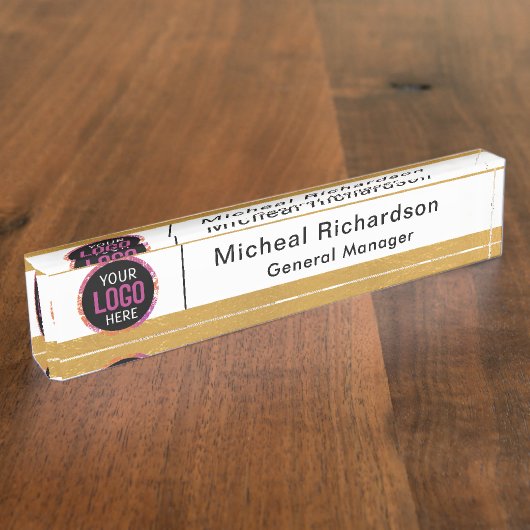 YOUR
LOGO
HERE
Micheal Richardson
General Manager